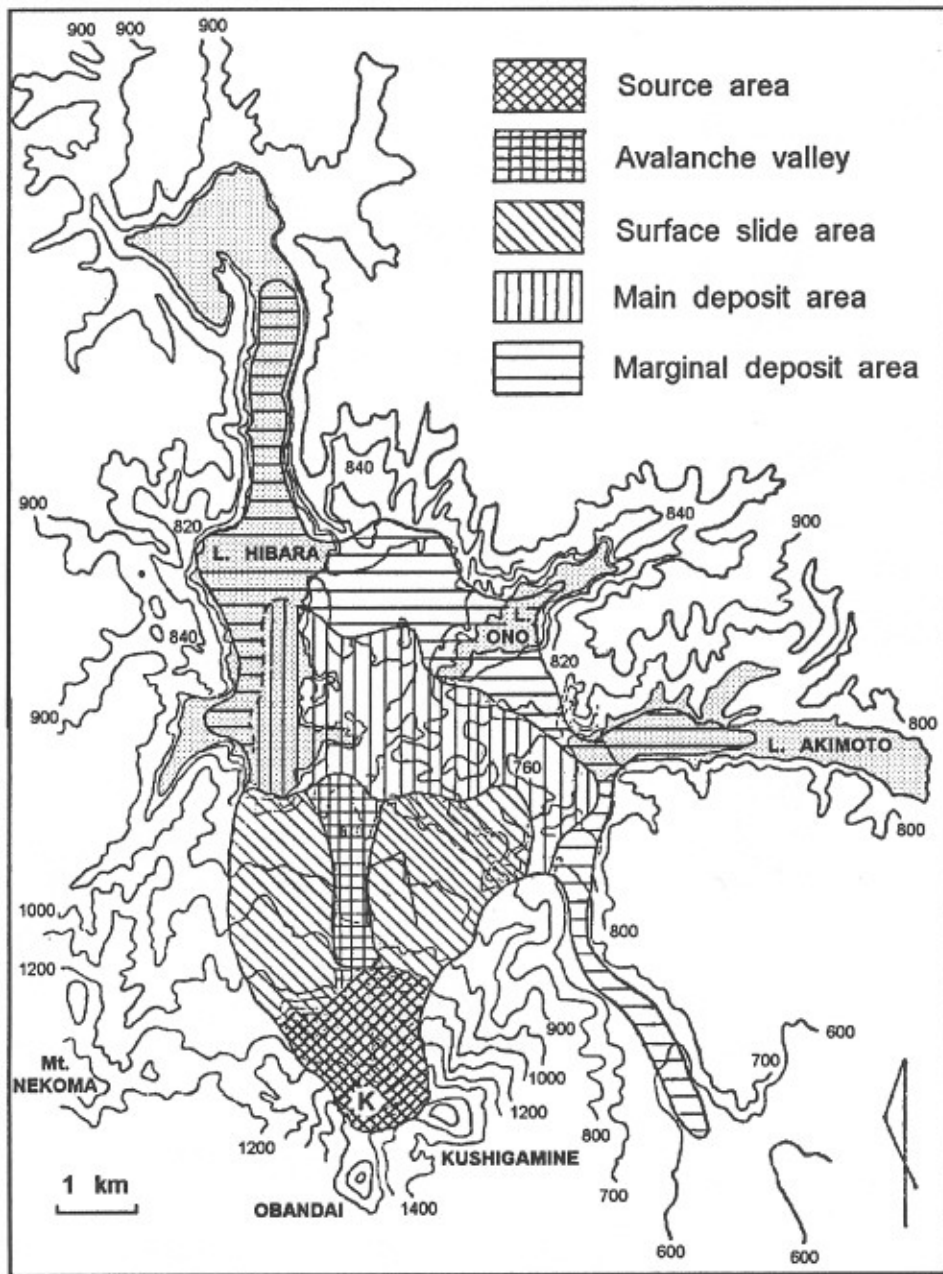 900
900
900
Source area
Avalanche valley
Surface slide area
Main deposit area
Marginal deposit area
840
900
820
840
900
L. HIBARA
L.
ONO
840
820
900
800
L. AKIMOTO
760
800
1000
800
1200
900
Mt.
NEKOMA
1000
700
600
K
1200
800
1200
KUSHIGAMINE
1 km
OBANDAI
1400
700
600
600